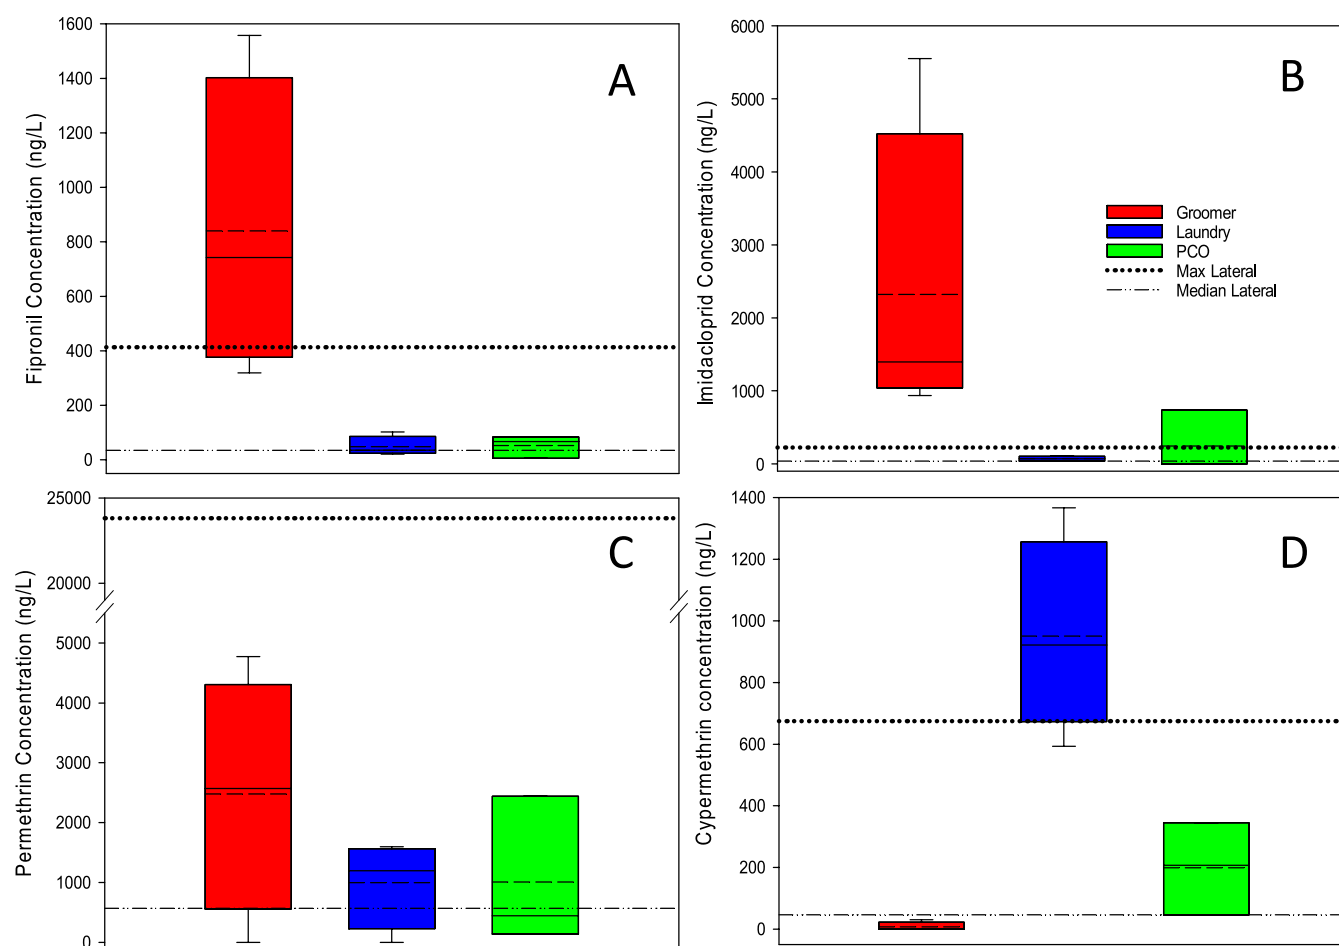 A
Fipronil Concentration (ng/L)
1600
1400
1200
1000
800
600
400
200
0
B
Imidacloprid Concentration (ng/L)
6000
5000
4000
3000
2000
1000
0
Groomer
Laundry
PCO
Max Lateral
Median Lateral
C
Permethrin Concentration (ng/L)
25000
20000
5000
4000
3000
2000
1000
0
D
Cypermethrin concentration (ng/L)
1400
1200
1000
800
600
400
200
0